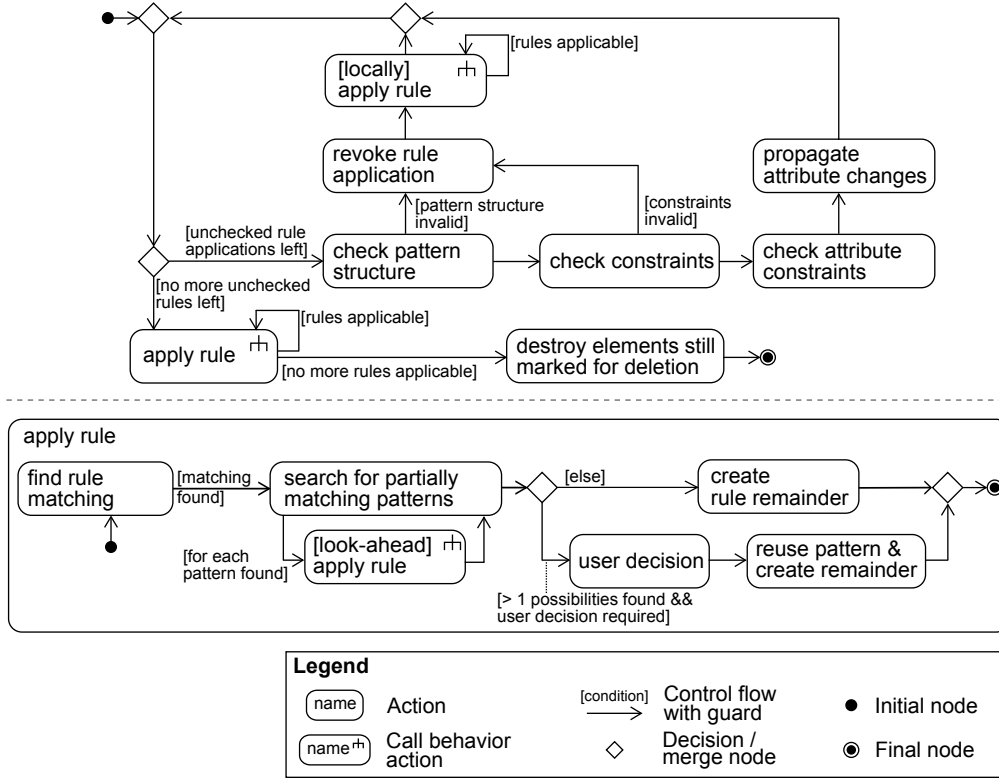 [rules applicable]
[locally]
apply rule
revoke rule
application
propagate
attribute changes
[pattern structure
invalid]
[constraints
invalid]
[unchecked rule
applications left]
check pattern
structure
check constraints
check attribute
constraints
[no more unchecked
rules left]
[rules applicable]
apply rule
[no more rules applicable]
destroy elements still
marked for deletion
apply rule
find rule
matching
[matching
found]
search for partially
matching patterns
[else]
create
rule remainder
[for each
pattern found]
[look-ahead]
apply rule
user decision
reuse pattern &
create remainder
[> 1 possibilities found &&
user decision required]
Legend
name
Action
[condition]
Control flow
with guard
Initial node
name
Call behavior
action
Decision /
merge node
Final node